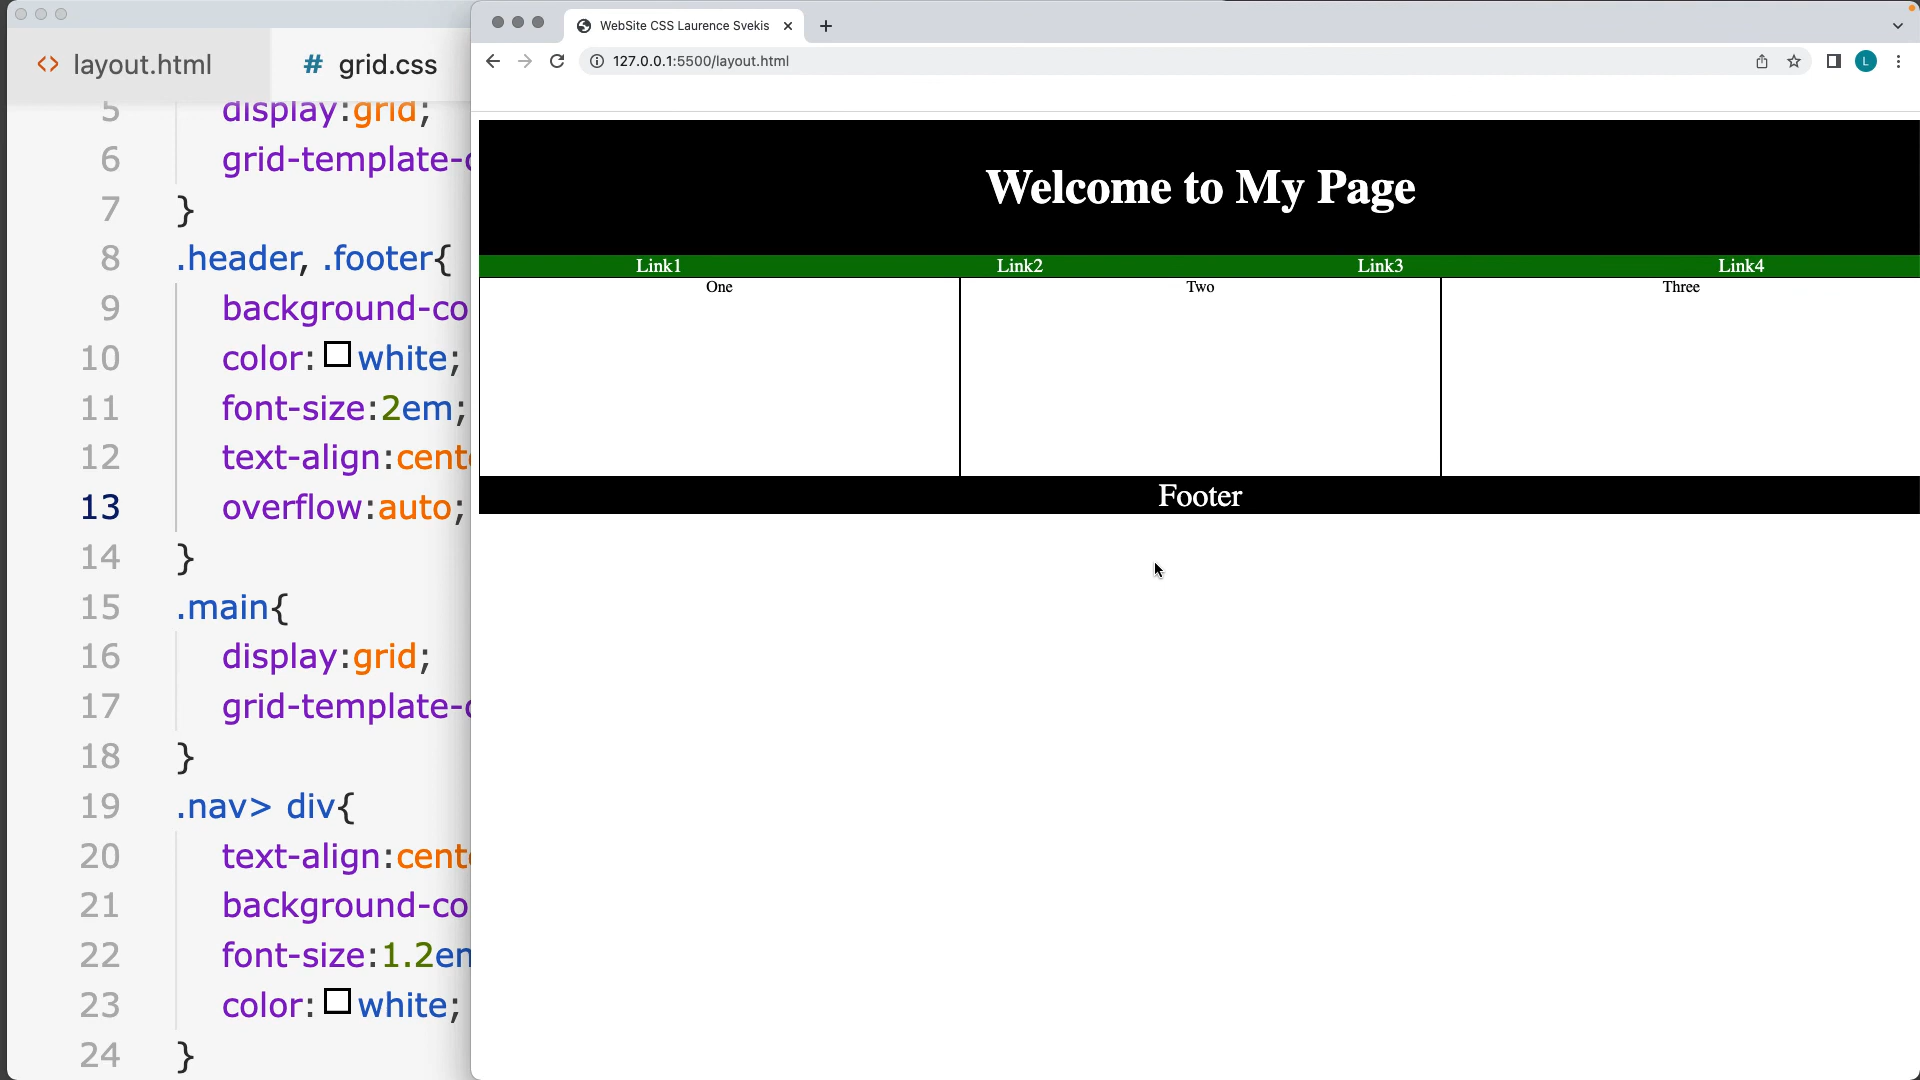 layout.html
# grid.css
5 display:grid;
6 grid-template-c
7 }
8 .header, .footer{
9 background-co
10 color: white;
11 font-size:2em;
12 text-align:cente
13 overflow:auto;
14 }
15 .main{
16 display:grid;
17 grid-template-c
18 }
19 .nav> div{
20 text-align:cente
21 background-co
22 font-size:1.2em
23 color: white;
24 }
WebSite CSS Laurence Svekis
127.0.0.1:5500/layout.html
L
Welcome to My Page
Link1 Link2 Link3 Link4
One Two Three
Footer